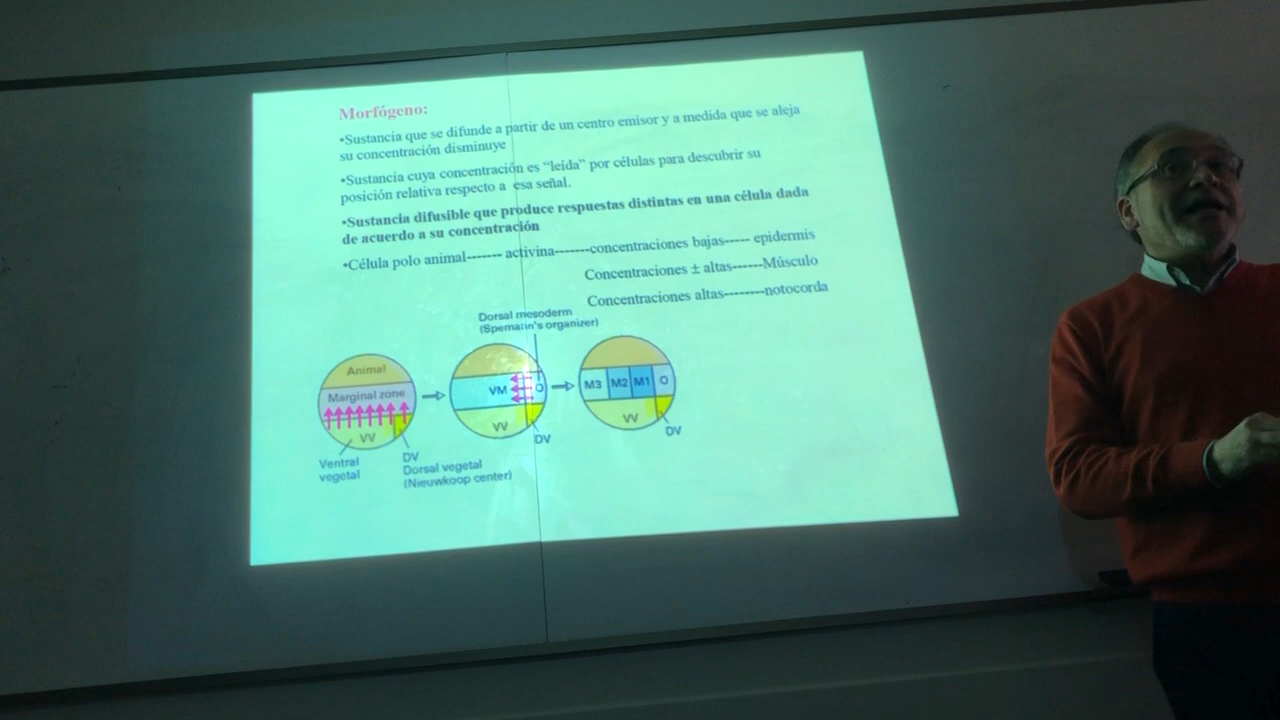 Morfógeno:
•Sustancia que se difunde a partir de un centro emisor y a medida que se aleja
su concentración disminuye
•Sustancia cuya concentración es “leída” por células para descubrir su
posición relativa respecto a esa señal.
•Sustancia difusible que produce respuestas distintas en una célula dada
de acuerdo a su concentración
•Célula polo animal------- activina-------concentraciones bajas----- epidermis
Concentraciones ± altas------Músculo
Concentraciones altas--------notocorda
Dorsal mesoderm
(Spemann's organizer)
Animal
Marginal zone
VV
Ventral
vegetal
DV
Dorsal vegetal
(Nieuwkoop center)
VM
O
VV
DV
M3 M2 M1 O
VV
DV